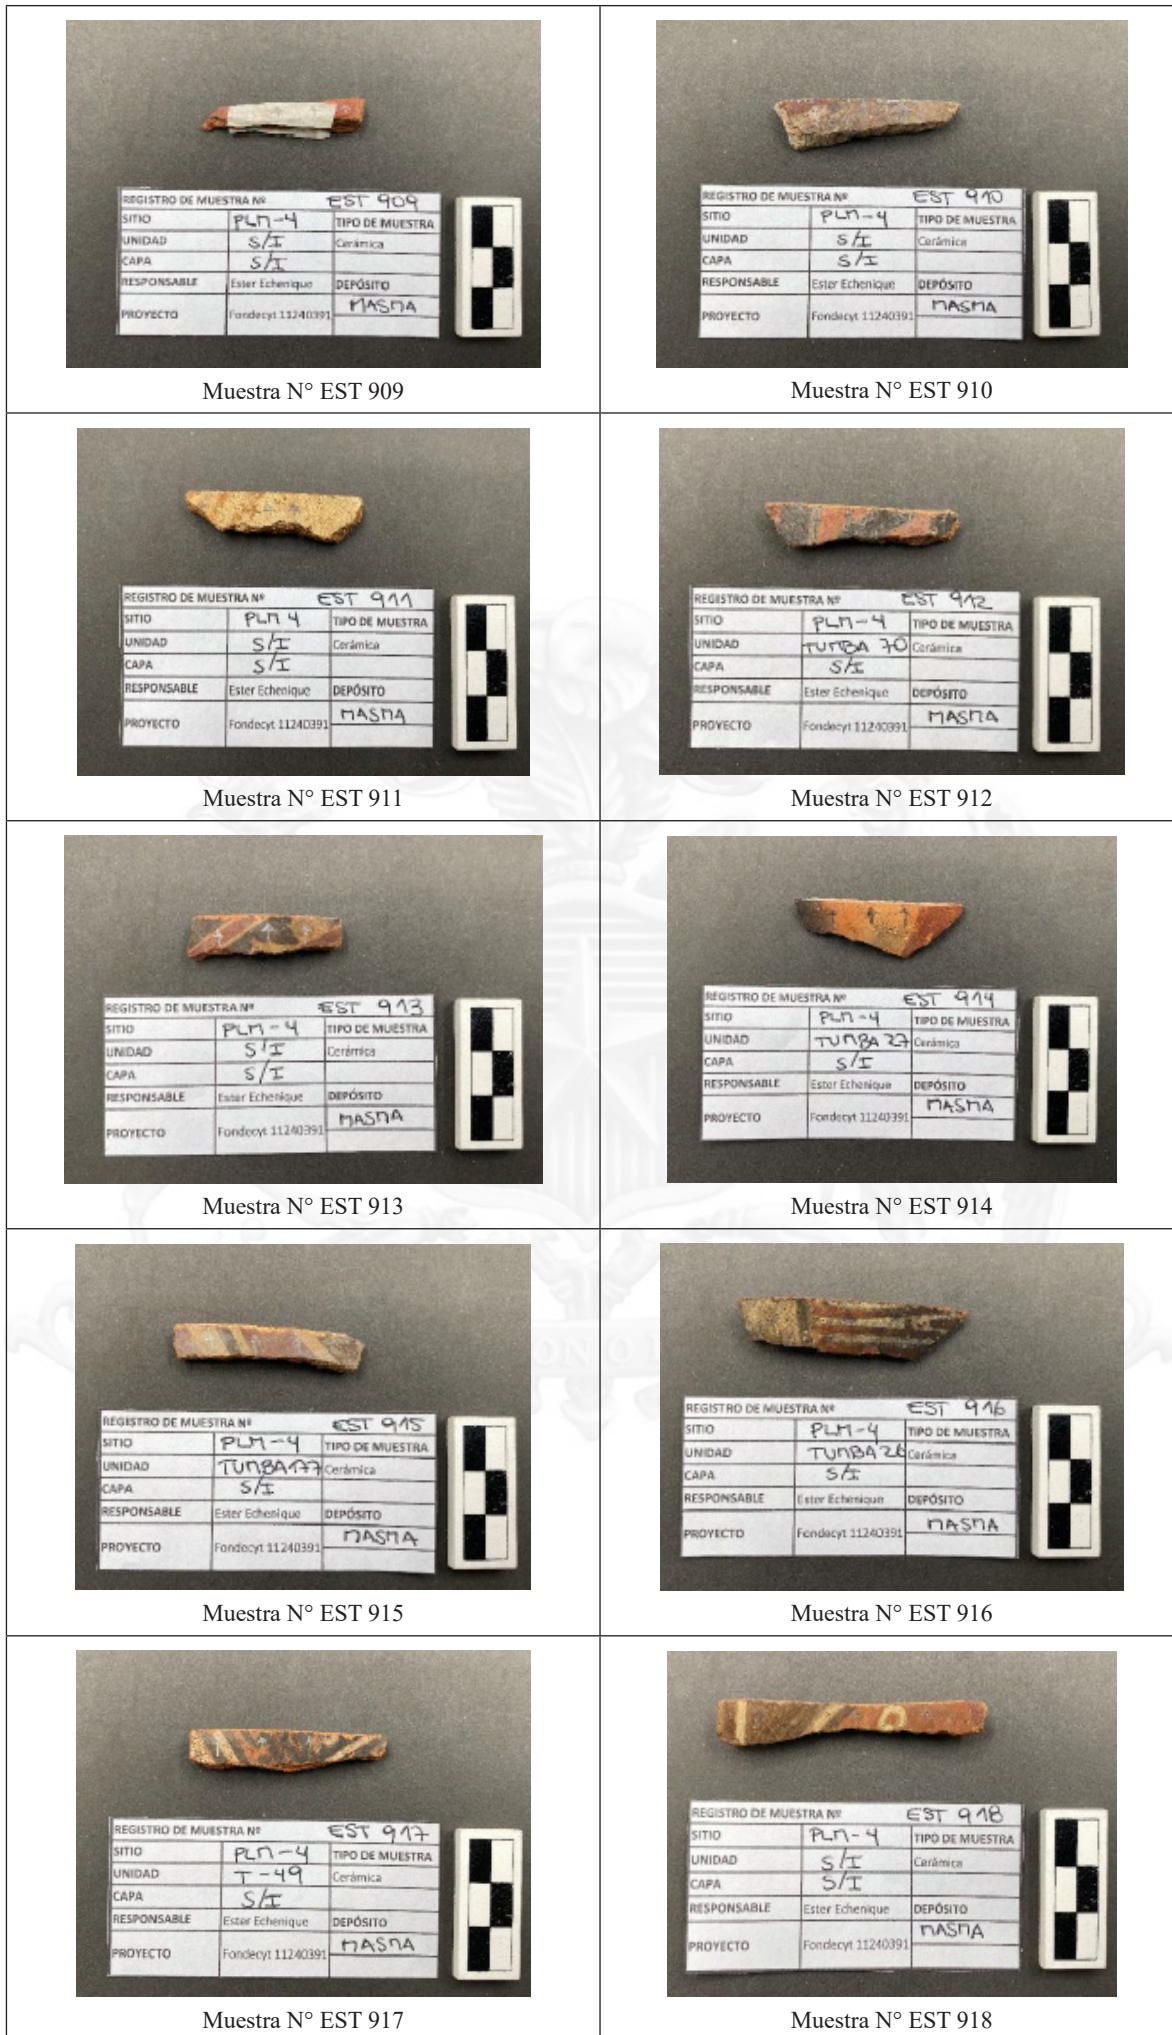 REGISTRO DE MUESTRA Nº EST 909
SITIO PLM-4 TIPO DE MUESTRA
UNIDAD S/I Cerámica
CAPA S/I
RESPONSABLE Ester Echenique DEPÓSITO
PROYECTO Fondecyt 11240391 MASMA
Muestra N° EST 909
REGISTRO DE MUESTRA Nº EST 910
SITIO PLM-4 TIPO DE MUESTRA
UNIDAD S/I Cerámica
CAPA S/I
RESPONSABLE Ester Echenique DEPÓSITO
PROYECTO Fondecyt 11240391 MASMA
Muestra N° EST 910
REGISTRO DE MUESTRA Nº EST 911
SITIO PLM 4 TIPO DE MUESTRA
UNIDAD S/I Cerámica
CAPA S/I
RESPONSABLE Ester Echenique DEPÓSITO
PROYECTO Fondecyt 11240391 MASMA
Muestra N° EST 911
REGISTRO DE MUESTRA Nº EST 912
SITIO PLM-4 TIPO DE MUESTRA
UNIDAD TUMBA 70 Cerámica
CAPA S/I
RESPONSABLE Ester Echenique DEPÓSITO
PROYECTO Fondecyt 11240391 MASMA
Muestra N° EST 912
REGISTRO DE MUESTRA Nº EST 913
SITIO PLM-4 TIPO DE MUESTRA
UNIDAD S/I Cerámica
CAPA S/I
RESPONSABLE Ester Echenique DEPÓSITO
PROYECTO Fondecyt 11240391 MASMA
Muestra N° EST 913
REGISTRO DE MUESTRA Nº EST 914
SITIO PLM-4 TIPO DE MUESTRA
UNIDAD TUMBA 27 Cerámica
CAPA S/I
RESPONSABLE Ester Echenique DEPÓSITO
PROYECTO Fondecyt 11240391 MASMA
Muestra N° EST 914
REGISTRO DE MUESTRA Nº EST 915
SITIO PLM-4 TIPO DE MUESTRA
UNIDAD TUMBA 177 Cerámica
CAPA S/I
RESPONSABLE Ester Echenique DEPÓSITO
PROYECTO Fondecyt 11240391 MASMA
Muestra N° EST 915
REGISTRO DE MUESTRA Nº EST 916
SITIO PLM-4 TIPO DE MUESTRA
UNIDAD TUMBA 26 Cerámica
CAPA S/I
RESPONSABLE Ester Echenique DEPÓSITO
PROYECTO Fondecyt 11240391 MASMA
Muestra N° EST 916
REGISTRO DE MUESTRA Nº EST 917
SITIO PLM-4 TIPO DE MUESTRA
UNIDAD T-49 Cerámica
CAPA S/I
RESPONSABLE Ester Echenique DEPÓSITO
PROYECTO Fondecyt 11240391 MASMA
Muestra N° EST 917
REGISTRO DE MUESTRA Nº EST 918
SITIO PLM-4 TIPO DE MUESTRA
UNIDAD S/I Cerámica
CAPA S/I
RESPONSABLE Ester Echenique DEPÓSITO
PROYECTO Fondecyt 11240391 MASMA
Muestra N° EST 918